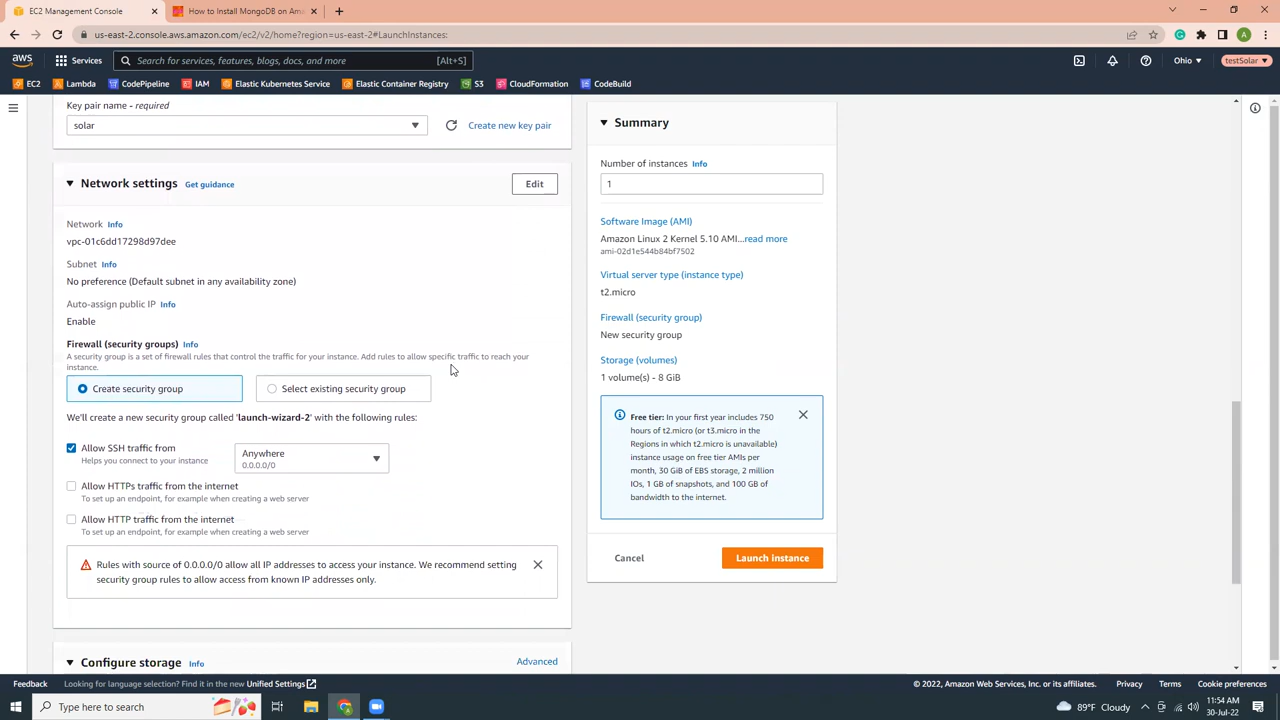 EC2 Management Console
How to Install MongoDB on Ama
us-east-2.console.aws.amazon.com/ec2/v2/home?region=us-east-2#LaunchInstances:
aws
Services
Search for services, features, blogs, docs, and more
[Alt+S]
Ohio
testSolar
EC2
Lambda
CodePipeline
IAM
Elastic Kubernetes Service
Elastic Container Registry
S3
CloudFormation
CodeBuild
Key pair name - required
solar
Create new key pair
Network settings Get guidance
Edit
Network Info
vpc-01c6dd17298d97dee
Subnet Info
No preference (Default subnet in any availability zone)
Auto-assign public IP Info
Enable
Firewall (security groups) Info
A security group is a set of firewall rules that control the traffic for your instance. Add rules to allow specific traffic to reach your
instance.
Create security group
Select existing security group
We'll create a new security group called 'launch-wizard-2' with the following rules:
Allow SSH traffic from
Helps you connect to your instance
Anywhere
0.0.0.0/0
Allow HTTPs traffic from the internet
To set up an endpoint, for example when creating a web server
Allow HTTP traffic from the internet
To set up an endpoint, for example when creating a web server
les with source of 0.0.0.0/0 allow all IP addresses to access your instance. We recommend setting
security group rules to allow access from known IP addresses only.
Configure storage Info
Advanced
Summary
Number of instances Info
1
Software Image (AMI)
Amazon Linux 2 Kernel 5.10 AMI...read more
ami-02d1e544b84bf7502
Virtual server type (instance type)
t2.micro
Firewall (security group)
New security group
Storage (volumes)
1 volume(s) - 8 GiB
Free tier: In your first year includes 750
hours of t2.micro (or t3.micro in the
Regions in which t2.micro is unavailable)
instance usage on free tier AMIs per
month, 30 GiB of EBS storage, 2 million
IOs, 1 GB of snapshots, and 100 GB of
bandwidth to the internet.
Cancel
Launch instance
Feedback
Looking for language selection? Find it in the new Unified Settings
© 2022, Amazon Web Services, Inc. or its affiliates.
Privacy
Terms
Cookie preferences
Type here to search
89°F Cloudy
11:54 AM
30-Jul-22